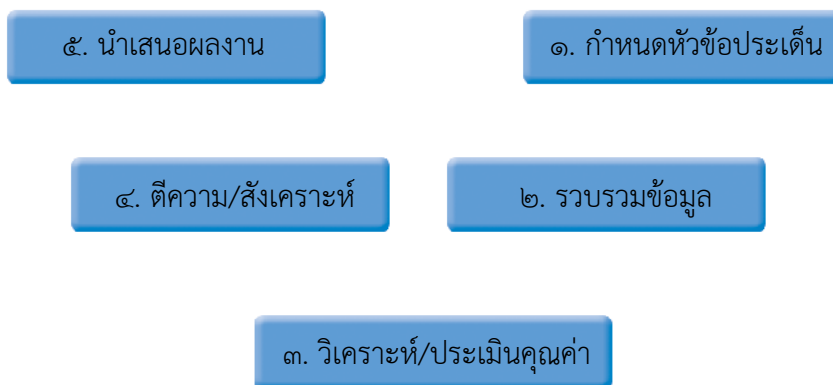 ๕. นำเสนอผลงาน
๑. กำหนดหัวข้อประเด็น
๔. ตีความ/สังเคราะห์
๒. รวบรวมข้อมูล
๓. วิเคราะห์/ประเมินคุณค่า